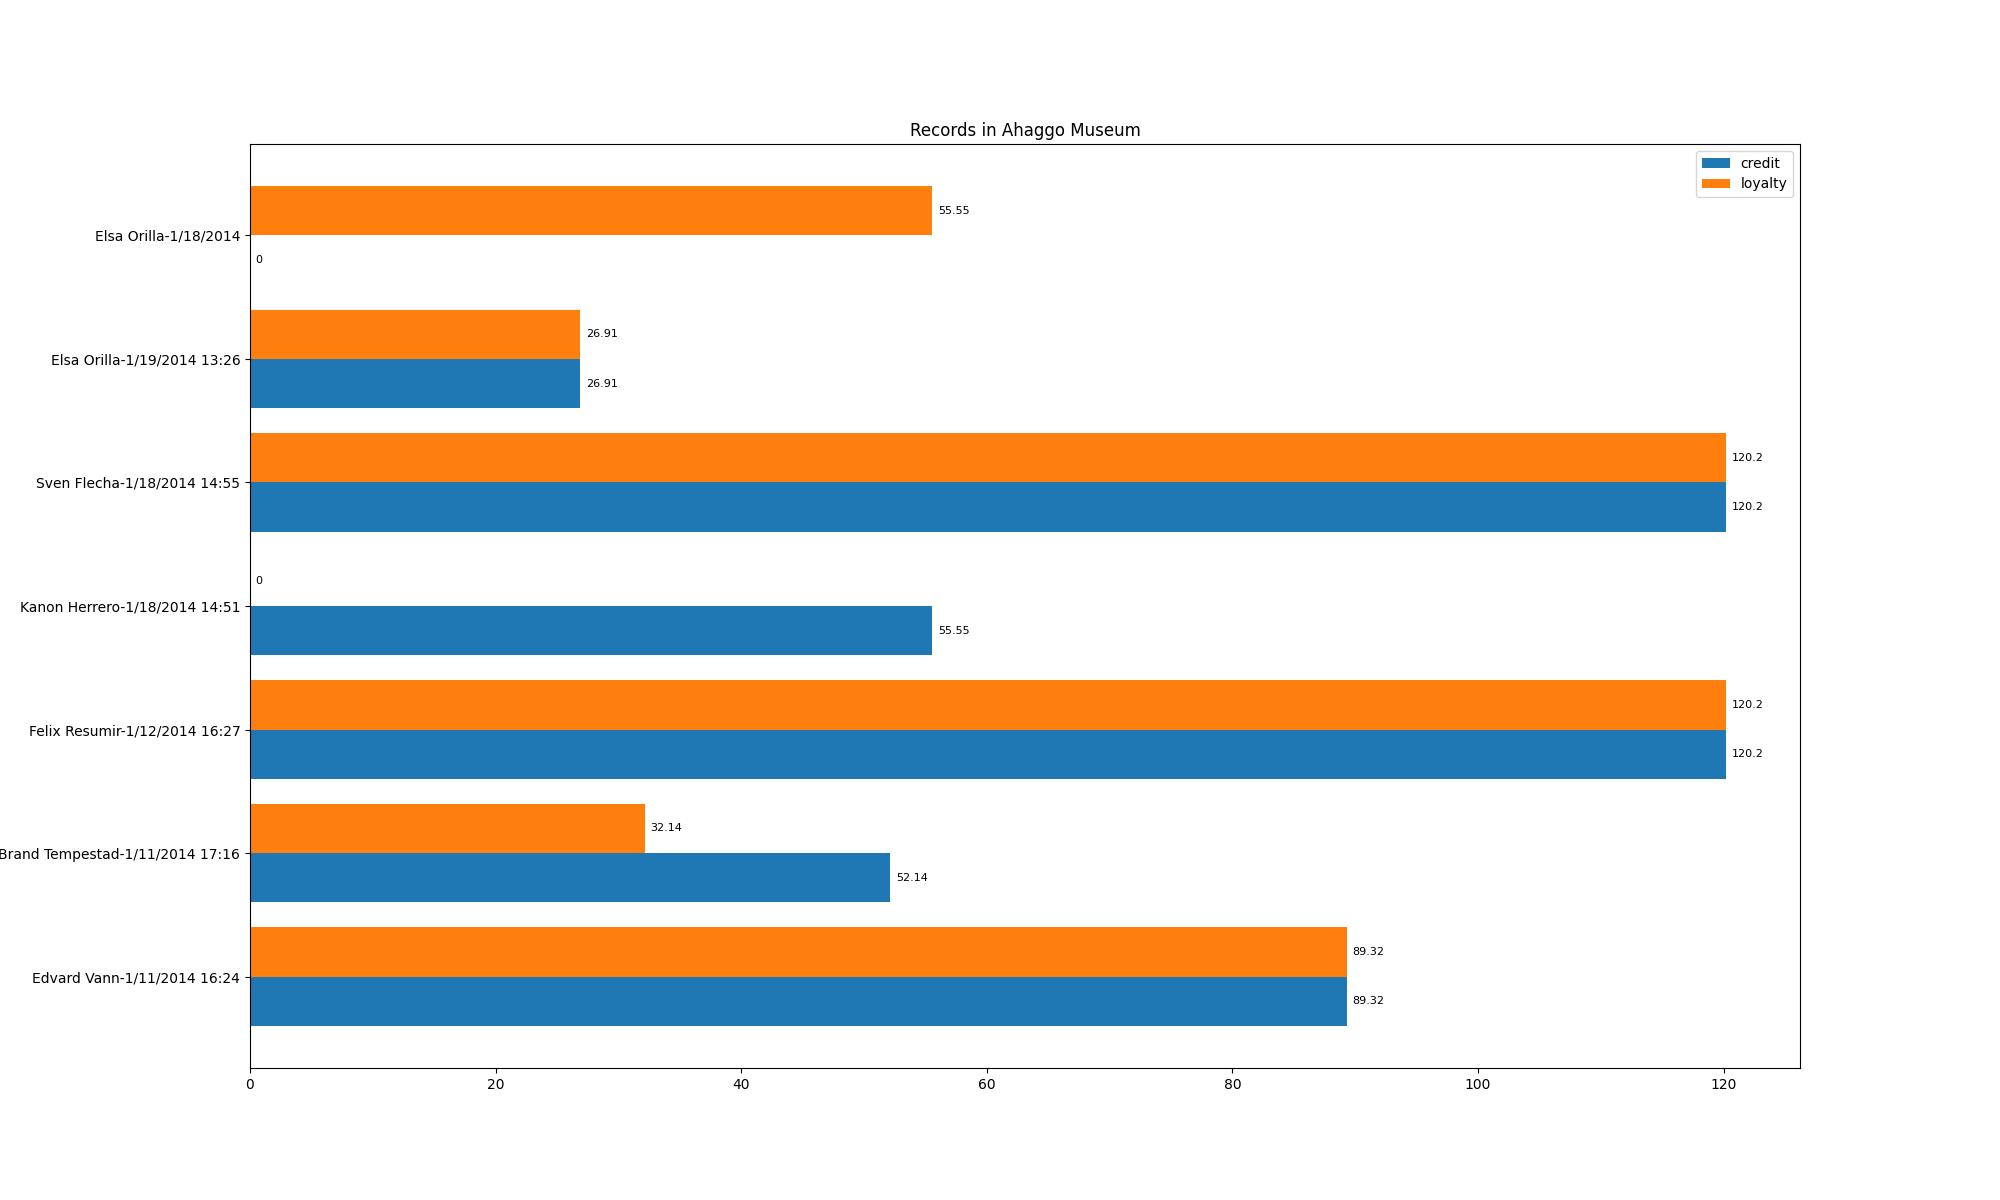 Records in Ahaggo Museum
credit
loyalty
Elsa Orilla-1/18/2014
55.55
0
Elsa Orilla-1/19/2014 13:26
26.91
26.91
Sven Flecha-1/18/2014 14:55
120.2
120.2
Kanon Herrero-1/18/2014 14:51
0
55.55
Felix Resumir-1/12/2014 16:27
120.2
120.2
Brand Tempestad-1/11/2014 17:16
32.14
52.14
Edvard Vann-1/11/2014 16:24
89.32
89.32
0 20 40 60 80 100 120